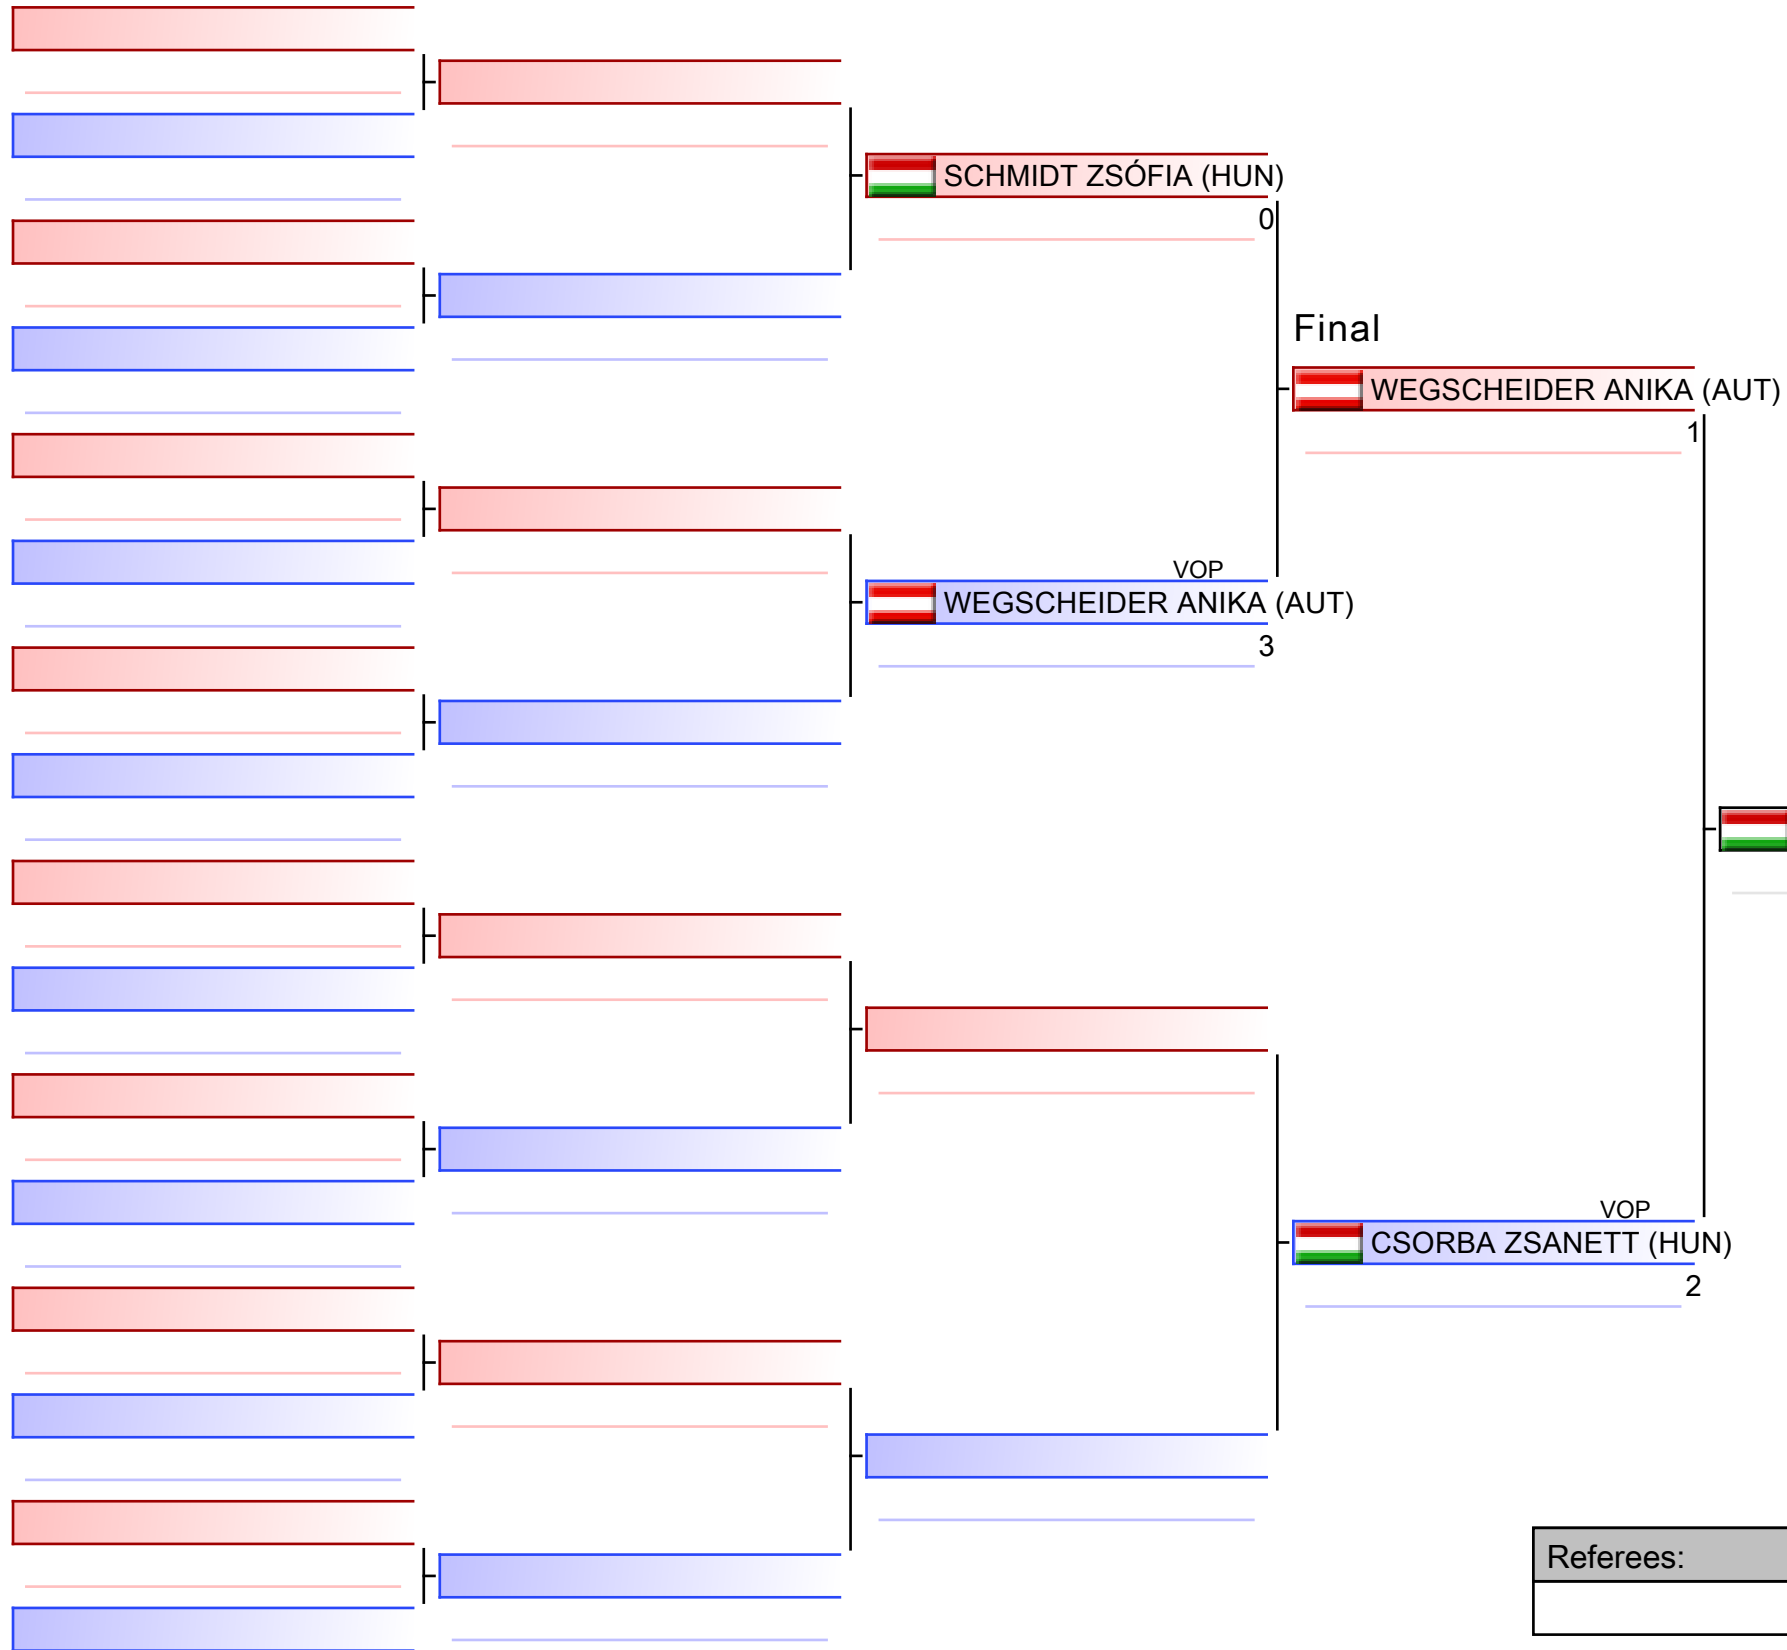 SCHMIDT ZSÓFIA (HUN)
0
Final
WEGSCHEIDER ANIKA (AUT)
1
VOP
WEGSCHEIDER ANIKA (AUT)
3
VOP
CSORBA ZSANETT (HUN)
2
Referees: